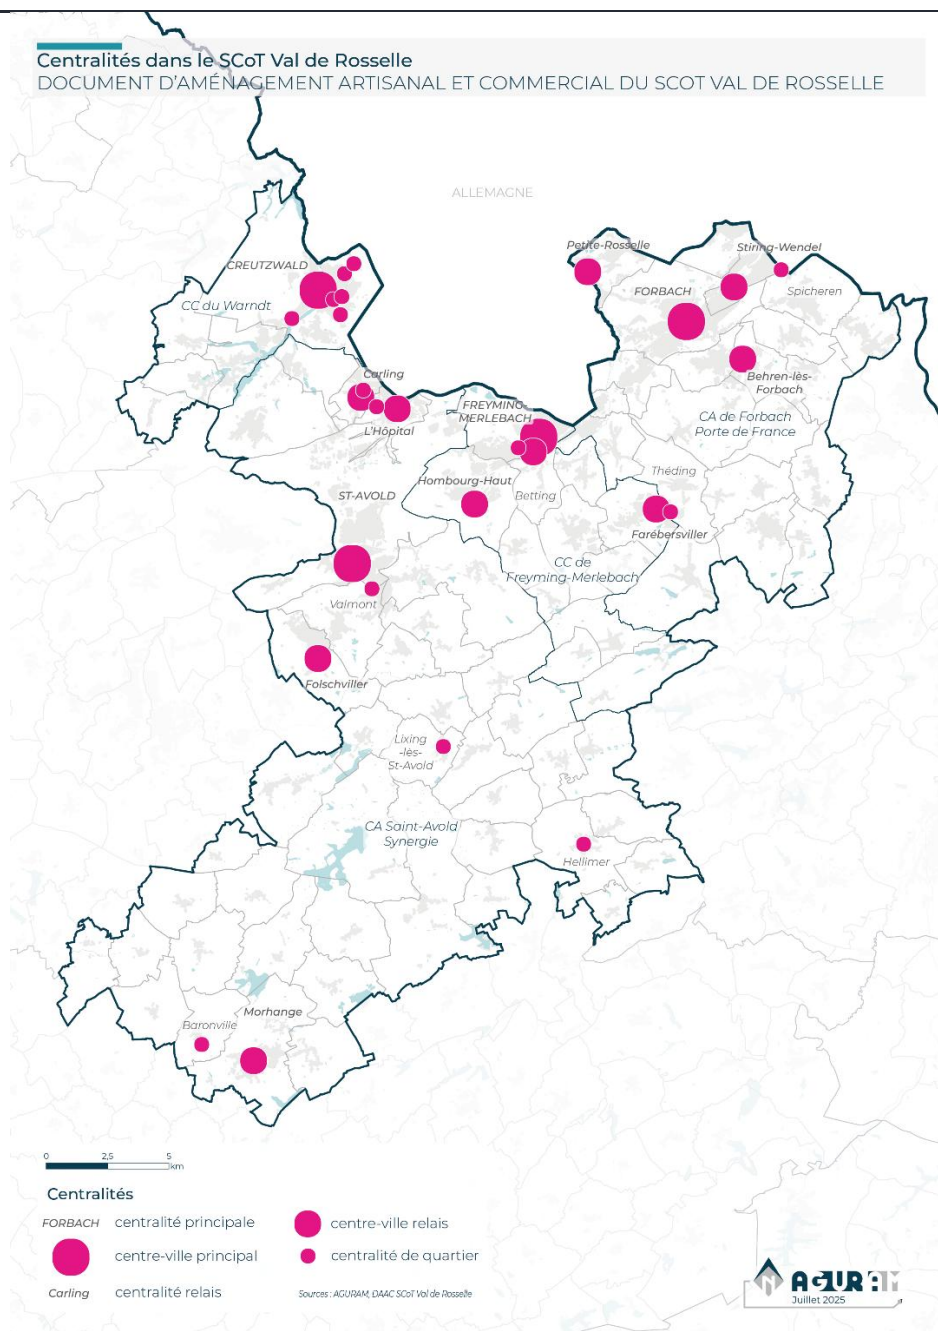 Centralités dans le SCoT Val de Rosselle
DOCUMENT D'AMÉNAGEMENT ARTISANAL ET COMMERCIAL DU SCOT VAL DE ROSSELLE
ALLEMAGNE
Petite-Rosselle
Stiring-Wendel
CREUTZWALD
FORBACH
Spicheren
CC du Warndt
Carling
Behren-lès-
Forbach
FREYMING-
MERLEBACH
CA de Forbach
Porte de France
L'Hôpital
Théding
Hombourg-Haut
ST-AVOLD
Betting
Farébersviller
CC de
Freyming-Merlebach
Valmont
Folschviller
Lixing
-lès-
St-Avold
CA Saint-Avold
Synergie
Hellimer
Morhange
Baronville
0 2,5 5
km
Centralités
FORBACH centralité principale
centre-ville principal
Carling centralité relais
centre-ville relais
centralité de quartier
Sources : AGURAM, DAAC SCoT Val de Rosselle
N
AGURAM
Juillet 2025